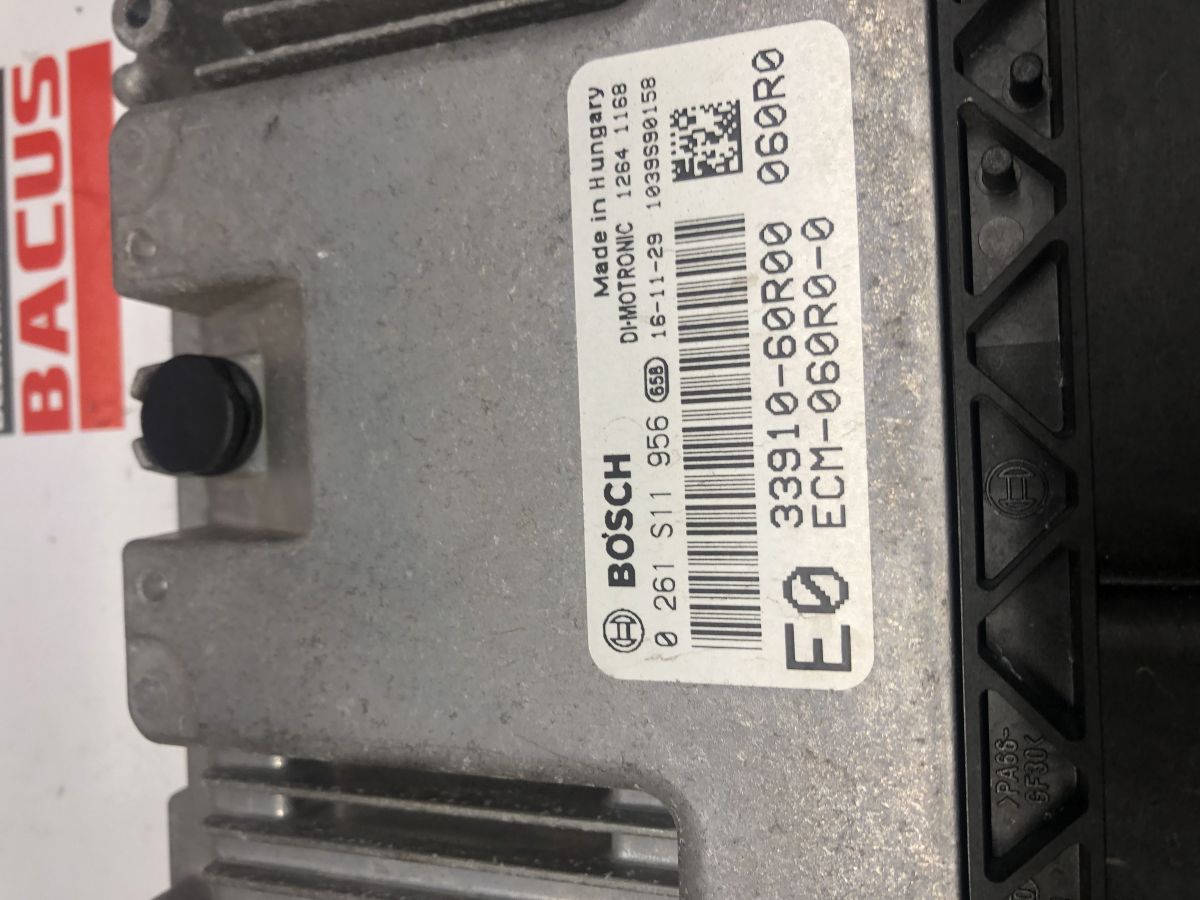 BACUS
BOSCH
Made in Hungary
0 261 S11 956 658
DI-MOTRONIC 1264 1168
16-11-29 1039S90158
E0
33910-60R00
060R0
ECM-060R0-0
>PA66-
GF30<